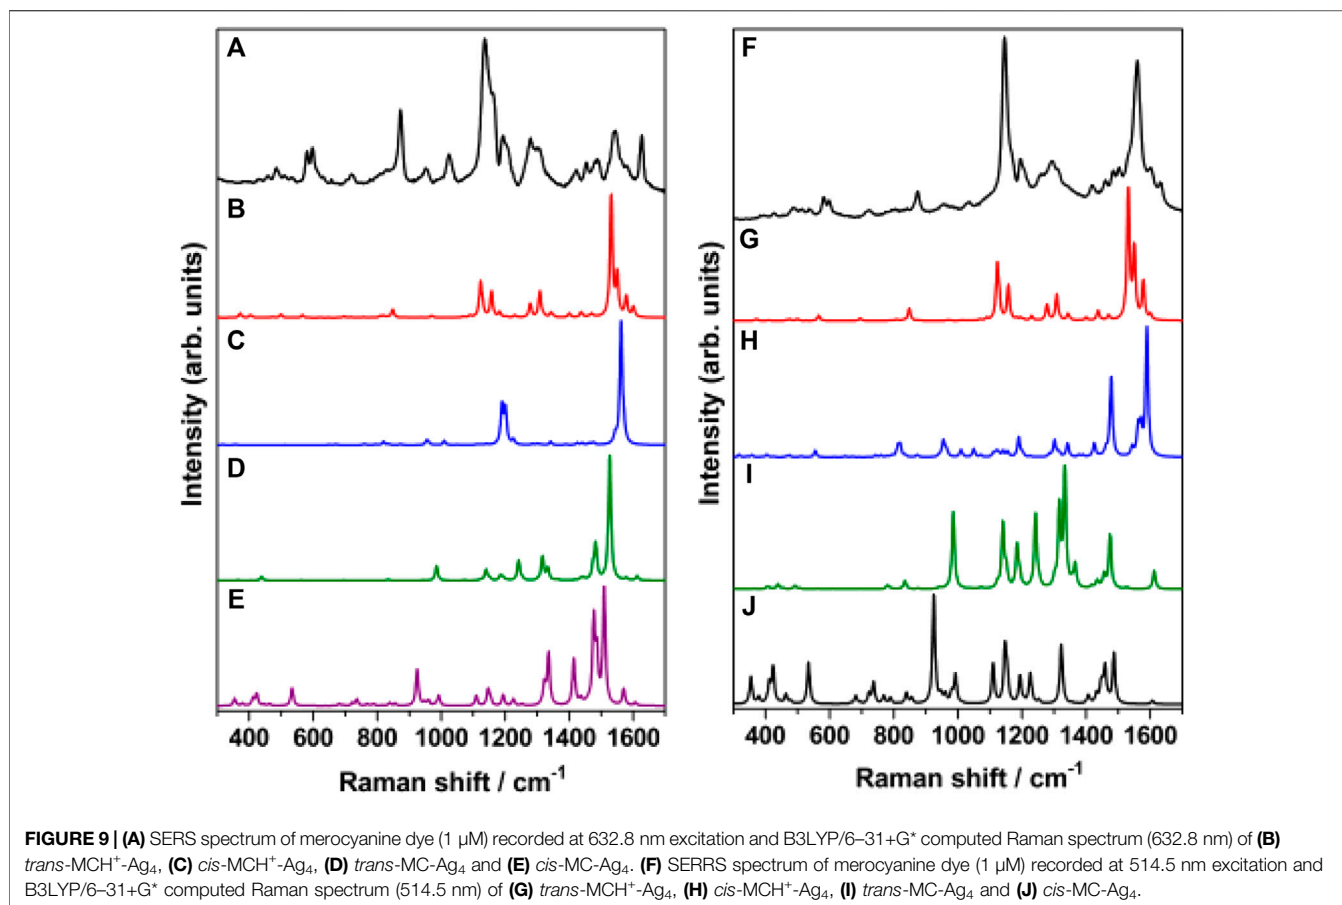 A
B
C
D
E
Intensity (arb. units)
400 600 800 1000 1200 1400 1600
Raman shift / cm⁻¹
F
G
H
I
J
Intensity (arb. units)
400 600 800 1000 1200 1400 1600
Raman shift / cm⁻¹
FIGURE 9 | (A) SERS spectrum of merocyanine dye (1 µM) recorded at 632.8 nm excitation and B3LYP/6–31+G* computed Raman spectrum (632.8 nm) of (B)
trans-MCH⁺-Ag₄, (C) cis-MCH⁺-Ag₄, (D) trans-MC-Ag₄ and (E) cis-MC-Ag₄. (F) SERRS spectrum of merocyanine dye (1 µM) recorded at 514.5 nm excitation and
B3LYP/6–31+G* computed Raman spectrum (514.5 nm) of (G) trans-MCH⁺-Ag₄, (H) cis-MCH⁺-Ag₄, (I) trans-MC-Ag₄ and (J) cis-MC-Ag₄.